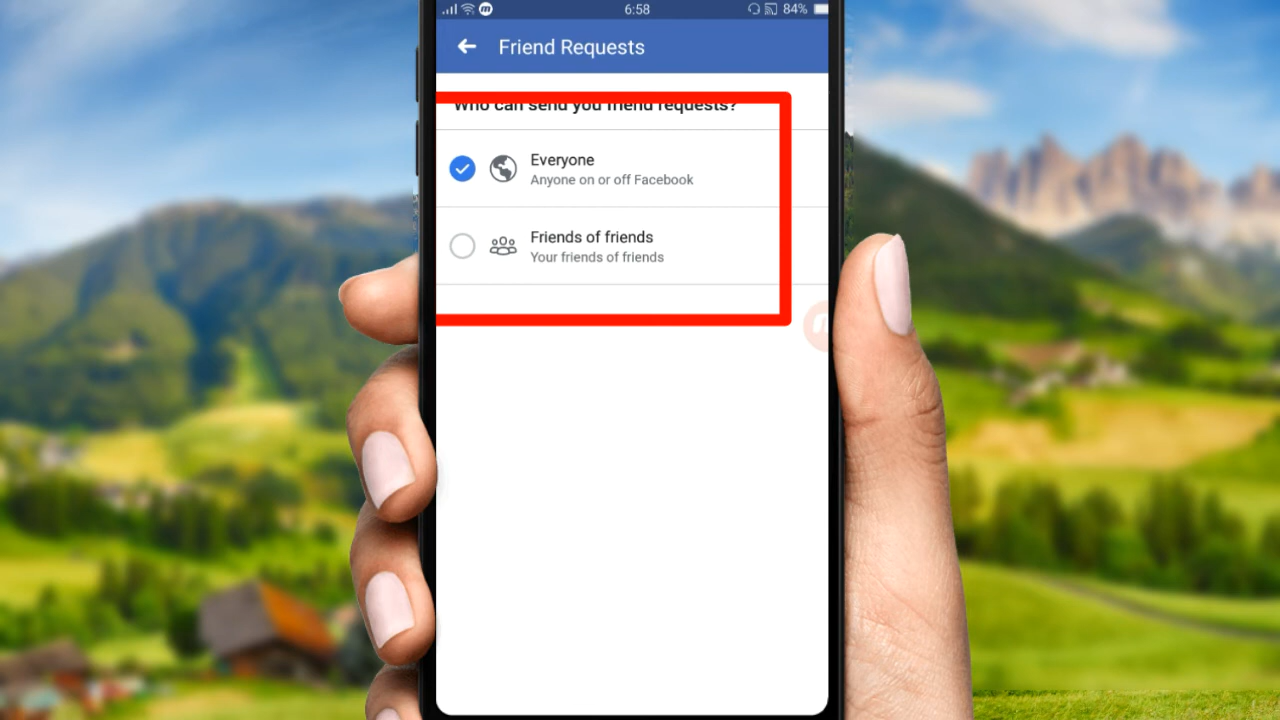 6:58
84%
Friend Requests
Who can send you friend requests?
Everyone
Anyone on or off Facebook
Friends of friends
Your friends of friends